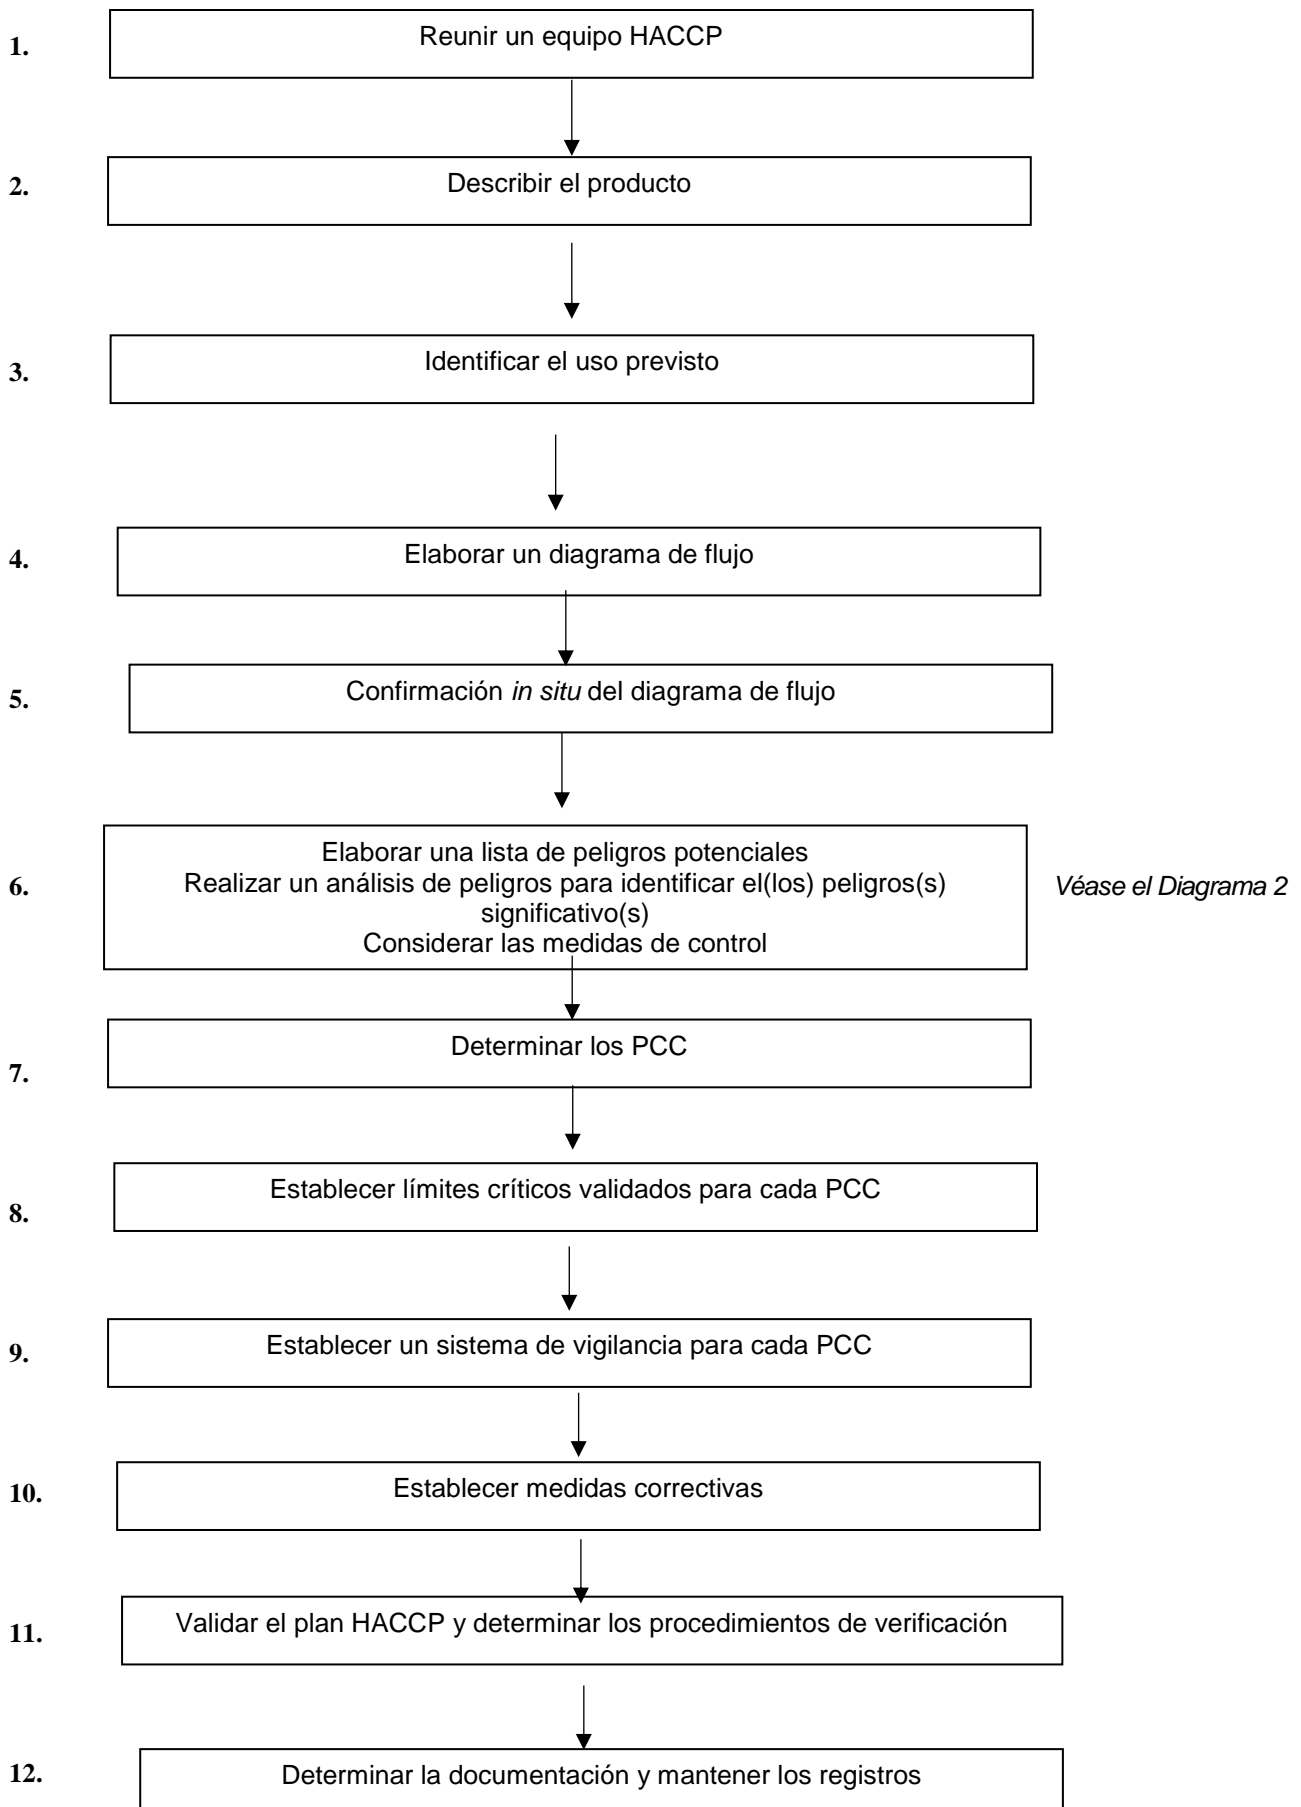 1. Reunir un equipo HACCP
2. Describir el producto
3. Identificar el uso previsto
4. Elaborar un diagrama de flujo
5. Confirmación in situ del diagrama de flujo
Elaborar una lista de peligros potenciales
6. Realizar un análisis de peligros para identificar el(los) peligros(s) Véase el Diagrama 2
significativo(s)
Considerar las medidas de control
7. Determinar los PCC
8. Establecer límites críticos validados para cada PCC
9. Establecer un sistema de vigilancia para cada PCC
10. Establecer medidas correctivas
11. Validar el plan HACCP y determinar los procedimientos de verificación
12. Determinar la documentación y mantener los registros